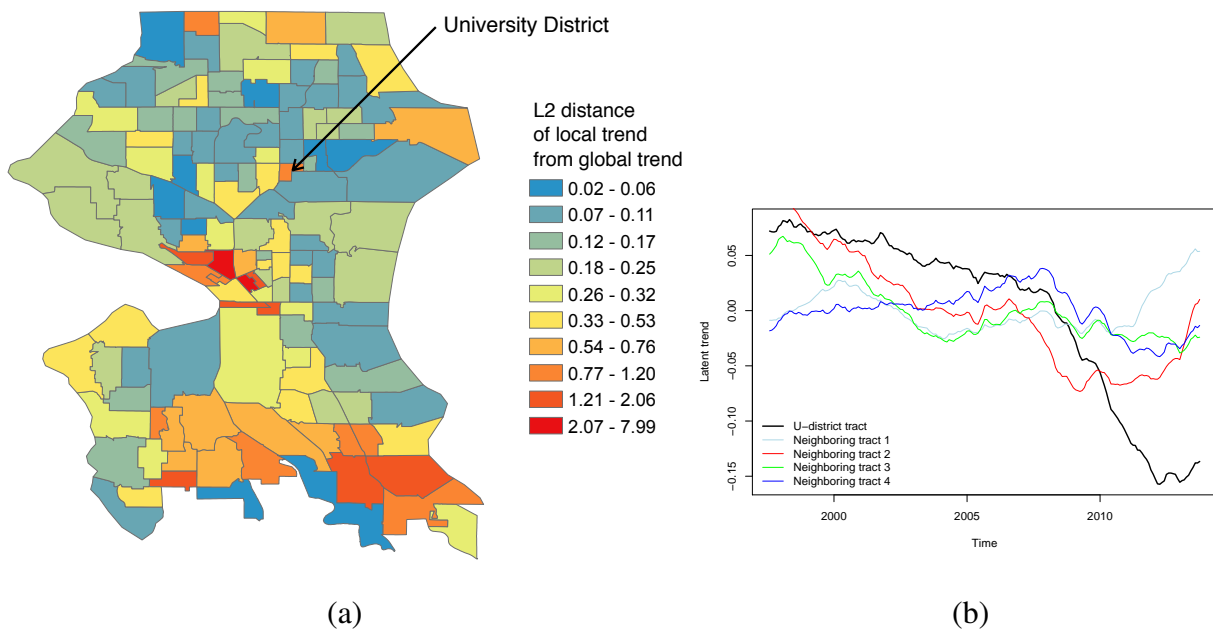 University District
L2 distance
of local trend
from global trend
0.02 - 0.06
0.07 - 0.11
0.12 - 0.17
0.18 - 0.25
0.26 - 0.32
0.33 - 0.53
0.54 - 0.76
0.77 - 1.20
1.21 - 2.06
2.07 - 7.99
(a)
Latent trend
0.05
0.00
−0.05
−0.10
−0.15
U−district tract
Neighboring tract 1
Neighboring tract 2
Neighboring tract 3
Neighboring tract 4
2000 2005 2010
Time
(b)